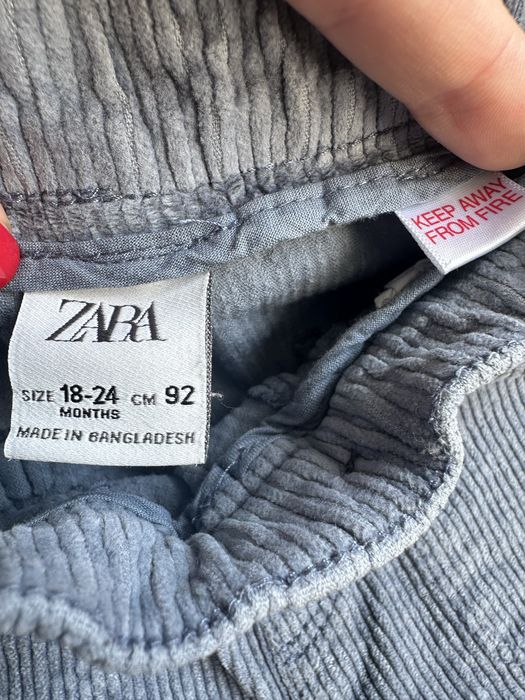 ZARA
SIZE 18-24 CM 92
MONTHS
MADE IN BANGLADESH
KEEP AWAY
FROM FIRE